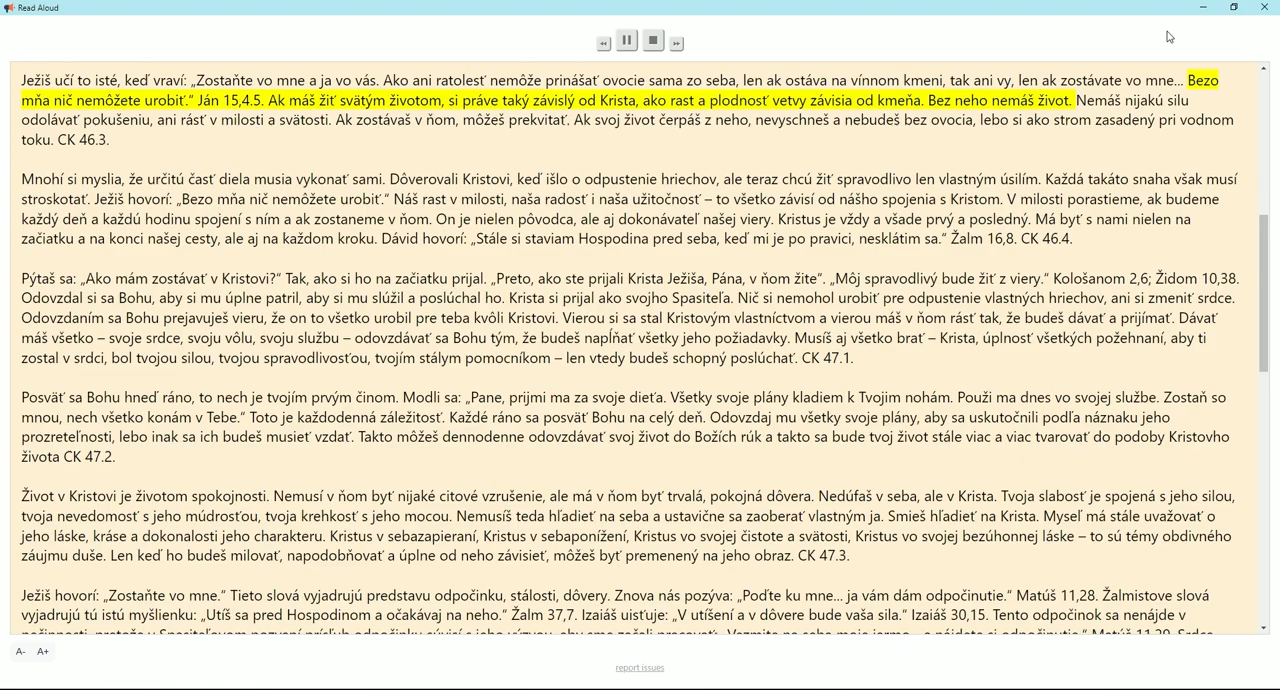 Read Aloud
Ježiš učí to isté, keď vraví: „Zostaňte vo mne a ja vo vás. Ako ani ratolesť nemôže prinášať ovocie sama zo seba, len ak ostáva na vínnom kmeni, tak ani vy, len ak zostávate vo mne... Bezo
mňa nič nemôžete urobiť.“ Ján 15,4.5. Ak máš žiť svätým životom, si práve taký závislý od Krista, ako rast a plodnosť vetvy závisia od kmeňa. Bez neho nemáš život. Nemáš nijakú silu
odolávať pokušeniu, ani rásť v milosti a svätosti. Ak zostávaš v ňom, môžeš prekvitať. Ak svoj život čerpáš z neho, nevyschneš a nebudeš bez ovocia, lebo si ako strom zasadený pri vodnom
toku. CK 46.3.
Mnohí si myslia, že určitú časť diela musia vykonať sami. Dôverovali Kristovi, keď išlo o odpustenie hriechov, ale teraz chcú žiť spravodlivo len vlastným úsilím. Každá takáto snaha však musí
stroskotať. Ježiš hovorí: „Bezo mňa nič nemôžete urobiť.“ Náš rast v milosti, naša radosť i naša užitočnosť – to všetko závisí od nášho spojenia s Kristom. V milosti porastieme, ak budeme
každý deň a každú hodinu spojení s ním a ak zostaneme v ňom. On je nielen pôvodca, ale aj dokonávateľ našej viery. Kristus je vždy a všade prvý a posledný. Má byť s nami nielen na
začiatku a na konci našej cesty, ale aj na každom kroku. Dávid hovorí: „Stále si staviam Hospodina pred seba, keď mi je po pravici, nesklátim sa.“ Žalm 16,8. CK 46.4.
Pýtaš sa: „Ako mám zostávať v Kristovi?“ Tak, ako si ho na začiatku prijal. „Preto, ako ste prijali Krista Ježiša, Pána, v ňom žite“. „Môj spravodlivý bude žiť z viery.“ Kološanom 2,6; Židom 10,38.
Odovzdal si sa Bohu, aby si mu úplne patril, aby si mu slúžil a poslúchal ho. Krista si prijal ako svojho Spasiteľa. Nič si nemohol urobiť pre odpustenie vlastných hriechov, ani si zmeniť srdce.
Odovzdaním sa Bohu prejavuješ vieru, že on to všetko urobil pre teba kvôli Kristovi. Vierou si sa stal Kristovým vlastníctvom a vierou máš v ňom rásť tak, že budeš dávať a prijímať. Dávať
máš všetko – svoje srdce, svoju vôľu, svoju službu – odovzdávať sa Bohu tým, že budeš napĺňať všetky jeho požiadavky. Musíš aj všetko brať – Krista, úplnosť všetkých požehnaní, aby ti
zostal v srdci, bol tvojou silou, tvojou spravodlivosťou, tvojím stálym pomocníkom – len vtedy budeš schopný poslúchať. CK 47.1.
Posväť sa Bohu hneď ráno, to nech je tvojím prvým činom. Modli sa: „Pane, prijmi ma za svoje dieťa. Všetky svoje plány kladiem k Tvojim nohám. Použi ma dnes vo svojej službe. Zostaň so
mnou, nech všetko konám v Tebe.“ Toto je každodenná záležitosť. Každé ráno sa posväť Bohu na celý deň. Odovzdaj mu všetky svoje plány, aby sa uskutočnili podľa náznaku jeho
prozreteľnosti, lebo inak sa ich budeš musieť vzdať. Takto môžeš dennodenne odovzdávať svoj život do Božích rúk a takto sa bude tvoj život stále viac a viac tvarovať do podoby Kristovho
života CK 47.2.
Život v Kristovi je životom spokojnosti. Nemusí v ňom byť nijaké citové vzrušenie, ale má v ňom byť trvalá, pokojná dôvera. Nedúfaš v seba, ale v Krista. Tvoja slabosť je spojená s jeho silou,
tvoja nevedomosť s jeho múdrosťou, tvoja krehkosť s jeho mocou. Nemusíš teda hľadieť na seba a ustavične sa zaoberať vlastným ja. Smieš hľadieť na Krista. Myseľ má stále uvažovať o
jeho láske, kráse a dokonalosti jeho charakteru. Kristus v sebazapieraní, Kristus v sebaponížení, Kristus vo svojej čistote a svätosti, Kristus vo svojej bezúhonnej láske – to sú témy obdivného
záujmu duše. Len keď ho budeš milovať, napodobňovať a úplne od neho závisieť, môžeš byť premenený na jeho obraz. CK 47.3.
Ježiš hovorí: „Zostaňte vo mne.“ Tieto slová vyjadrujú predstavu odpočinku, stálosti, dôvery. Znova nás pozýva: „Poďte ku mne... ja vám dám odpočinutie.“ Matúš 11,28. Žalmistove slová
vyjadrujú tú istú myšlienku: „Utíš sa pred Hospodinom a očakávaj na neho.“ Žalm 37,7. Izaiáš uisťuje: „V utíšení a v dôvere bude vaša sila.“ Izaiáš 30,15. Tento odpočinok sa nenájde v
A- A+
report issues